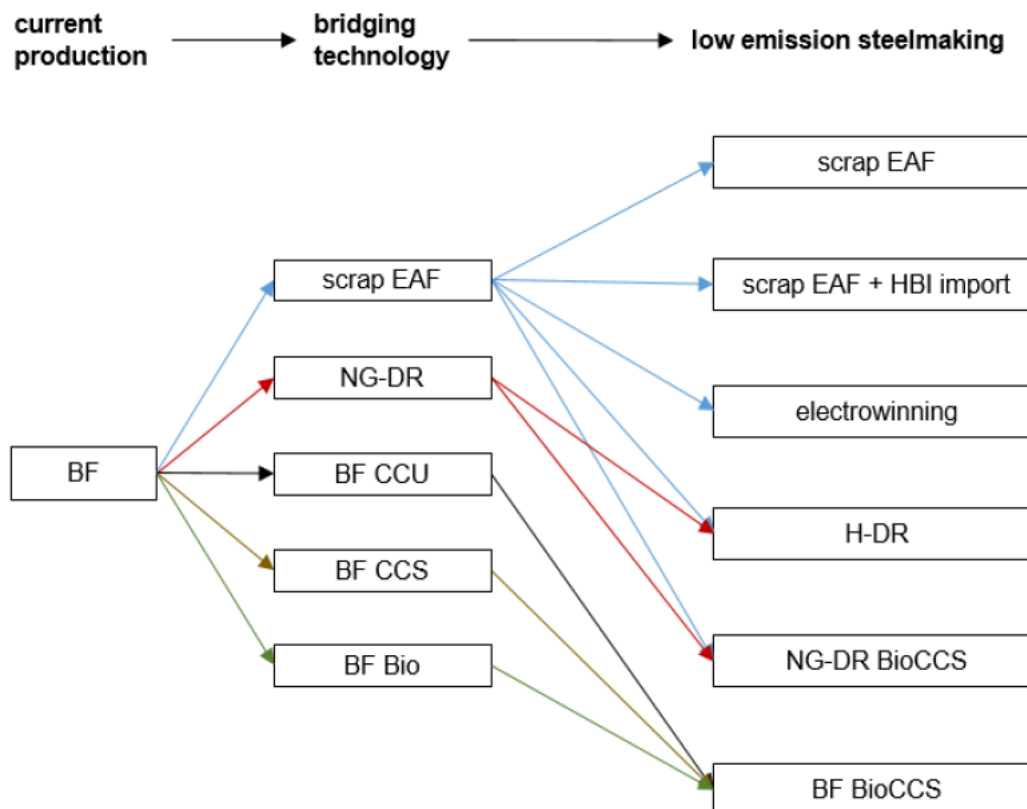 current
production
bridging
technology
low emission steelmaking
scrap EAF
scrap EAF
scrap EAF + HBI import
NG-DR
electrowinning
BF
BF CCU
H-DR
BF CCS
BF Bio
NG-DR BioCCS
BF BioCCS